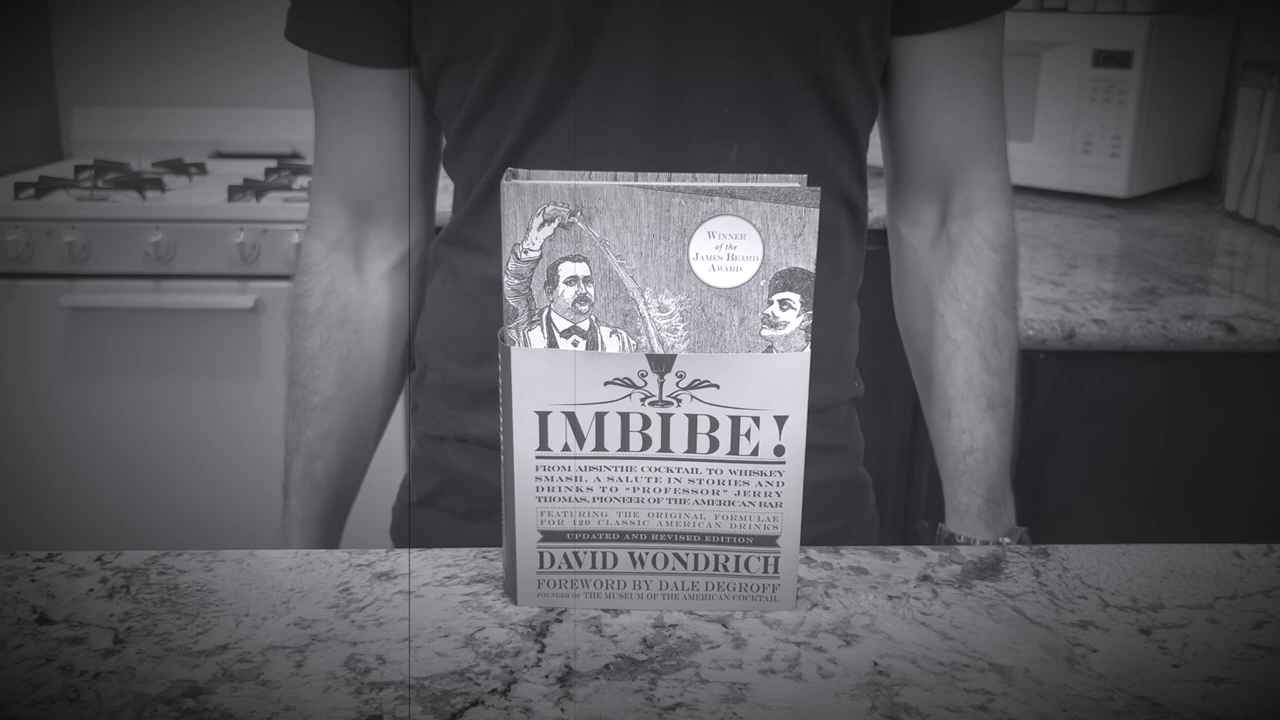 WINNER
of the
JAMES BEARD
AWARD
IMBIBE!
FROM ABSINTHE COCKTAIL TO WHISKEY
SMASH, A SALUTE IN STORIES AND
DRINKS TO “PROFESSOR” JERRY
THOMAS, PIONEER OF THE AMERICAN BAR
FEATURING THE ORIGINAL FORMULAE
FOR 120 CLASSIC AMERICAN DRINKS
UPDATED AND REVISED EDITION
DAVID WONDRICH
FOREWORD BY DALE DEGROFF
FOUNDER OF THE MUSEUM OF THE AMERICAN COCKTAIL